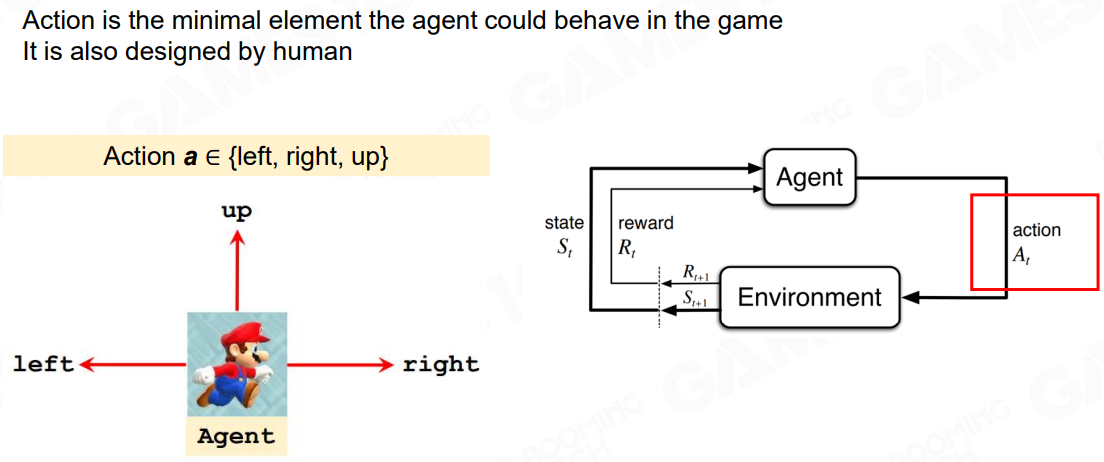 Action is the minimal element the agent could behave in the game
It is also designed by human
Action a ∈ {left, right, up}
up
left
right
Agent
Agent
state
S_t
reward
R_t
action
A_t
R_{t+1}
S_{t+1}
Environment
GAMES
GAMES